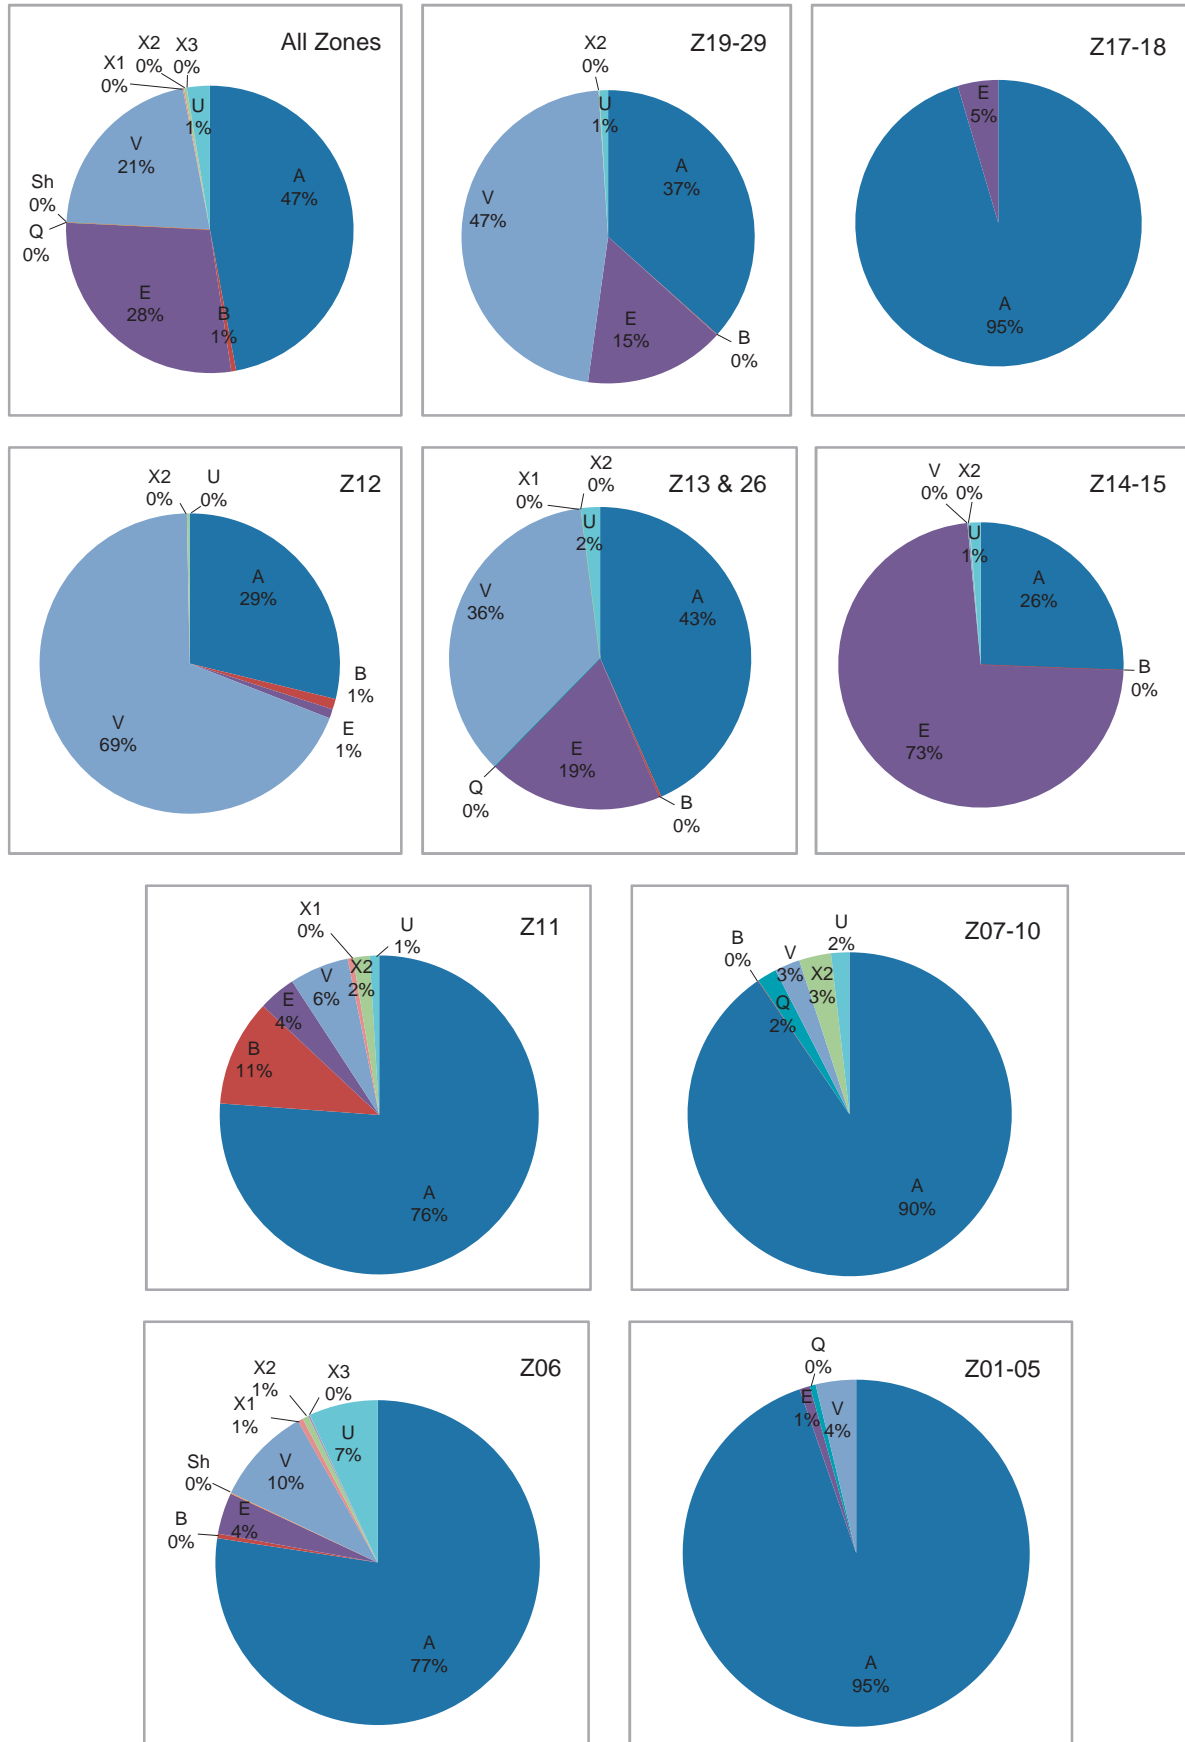 All Zones
X2
0%
X3
0%
X1
0%
U
1%
V
21%
A
47%
Sh
0%
Q
0%
E
28%
B
1%
Z19-29
X2
0%
U
1%
A
37%
V
47%
E
15%
B
0%
Z17-18
E
5%
A
95%
Z12
X2
0%
U
0%
A
29%
B
1%
E
1%
V
69%
Z13 & 26
X1
0%
X2
0%
U
2%
V
36%
A
43%
E
19%
Q
0%
B
0%
Z14-15
V
0%
X2
0%
U
1%
A
26%
B
0%
E
73%
Z11
X1
0%
U
1%
X2
2%
V
6%
E
4%
B
11%
A
76%
Z07-10
U
2%
B
0%
V
3%
X2
3%
Q
2%
A
90%
Z06
X2
1%
X3
0%
X1
1%
U
7%
V
10%
Sh
0%
E
4%
B
0%
A
77%
Z01-05
Q
0%
E
1%
V
4%
A
95%